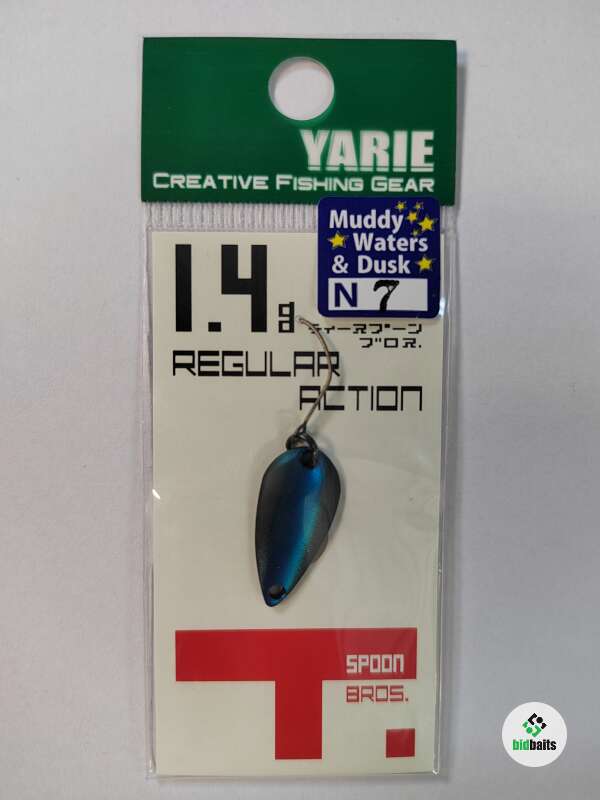 YARIE
CREATIVE FISHING GEAR
Muddy
Waters
& Dusk
N 7
1.4g
ティースプーン
ブロス.
REGULAR
ACTION
SPOON
BROS.
T.
bidbaits